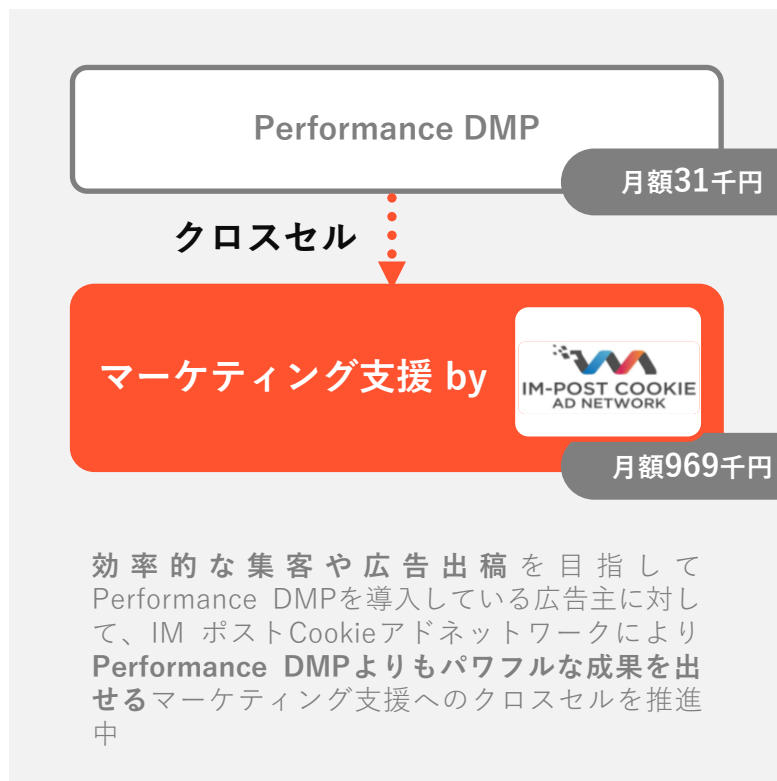 Performance DMP
月額31千円
クロスセル
マーケティング支援 by
IM-POST COOKIE
AD NETWORK
月額969千円
効率的な集客や広告出稿を目指して
Performance DMPを導入している広告主に対し
て、IM ポストCookieアドネットワークにより
Performance DMPよりもパワフルな成果を出
せるマーケティング支援へのクロスセルを推進
中